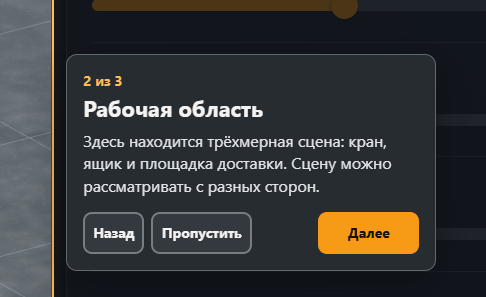 2 из 3
Рабочая область
Здесь находится трёхмерная сцена: кран,
ящик и площадка доставки. Сцену можно
рассматривать с разных сторон.
Назад Пропустить Далее